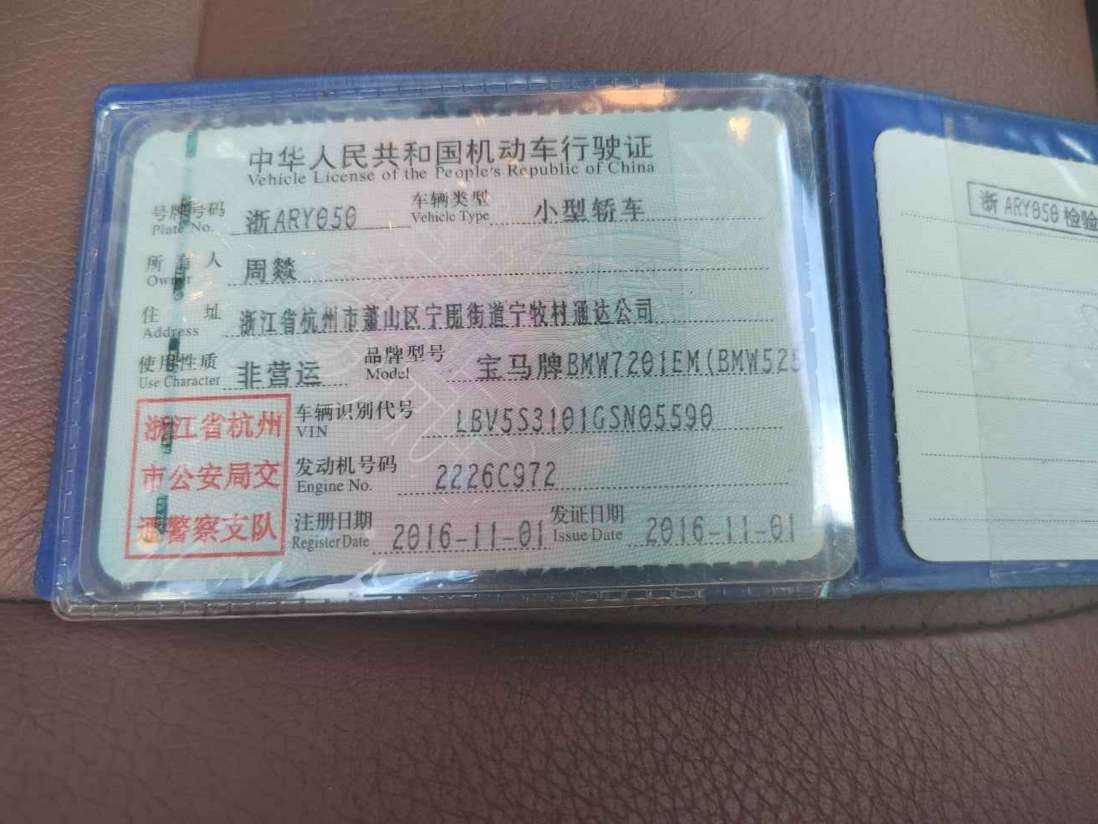 中华人民共和国机动车行驶证
Vehicle License of the People's Republic of China
号牌号码 浙ARY050 车辆类型 小型轿车
Plate No. Vehicle Type
所有人 周燚
Owner
住址 浙江省杭州市萧山区宁围街道宁牧村通达公司
Address
使用性质 非营运 品牌型号 宝马牌BMW7201EM(BMW525
Use Character Model
浙江省杭州
市公安局交
通警察支队
车辆识别代号 LBV5S3101GSN05590
VIN
发动机号码 2226C972
Engine No.
注册日期 2016-11-01 发证日期 2016-11-01
Register Date Issue Date
浙ARY050 检验